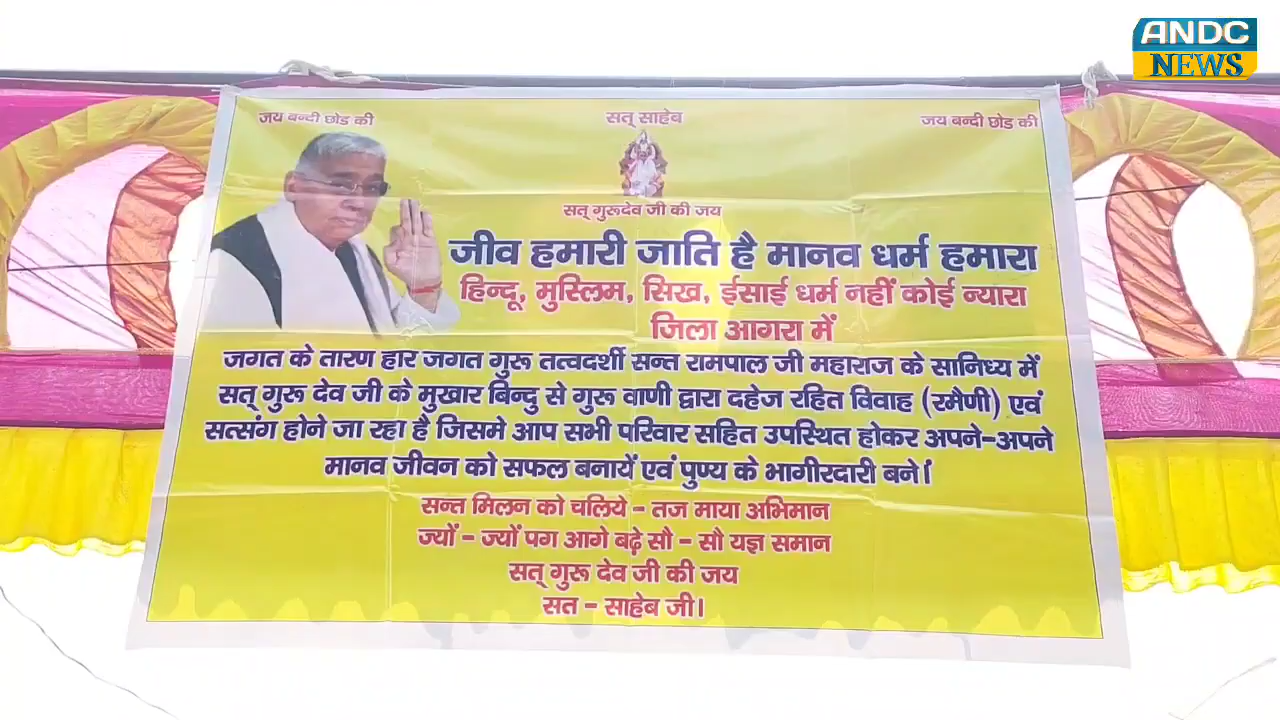 ANDC
NEWS
जय बन्दी छोड की
सत् साहेब
जय बन्दी छोड की
सत् गुरूदेव जी की जय
जीव हमारी जाति है मानव धर्म हमारा
हिन्दू, मुस्लिम, सिख, ईसाई धर्म नहीं कोई न्यारा
जिला आगरा में
जगत के तारण हार जगत गुरू तत्वदर्शी सन्त रामपाल जी महाराज के सानिध्य में
सत् गुरू देव जी के मुखार बिन्दु से गुरू वाणी द्वारा दहेज रहित विवाह (रमैणी) एवं
सत्संग होने जा रहा है जिसमे आप सभी परिवार सहित उपस्थित होकर अपने-अपने
मानव जीवन को सफल बनायें एवं पुण्य के भागीरदारी बने।
सन्त मिलन को चलिये - तज माया अभिमान
ज्यों - ज्यों पग आगे बढ़े सौ - सौ यज्ञ समान
सत् गुरू देव जी की जय
सत - साहेब जी।